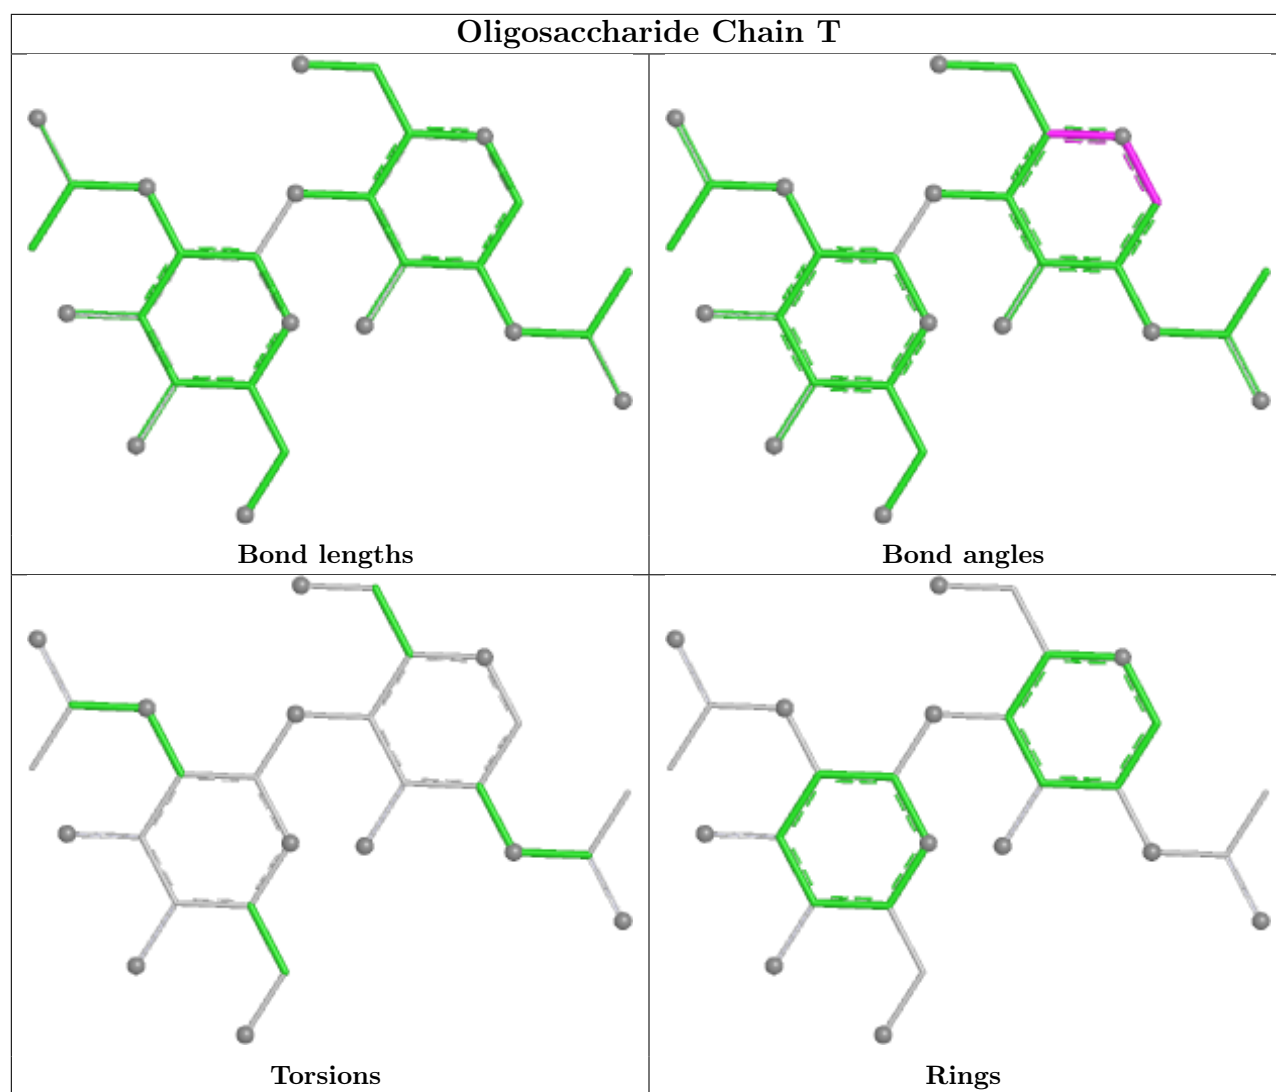 Oligosaccharide Chain T
Bond lengths
Bond angles
Torsions
Rings